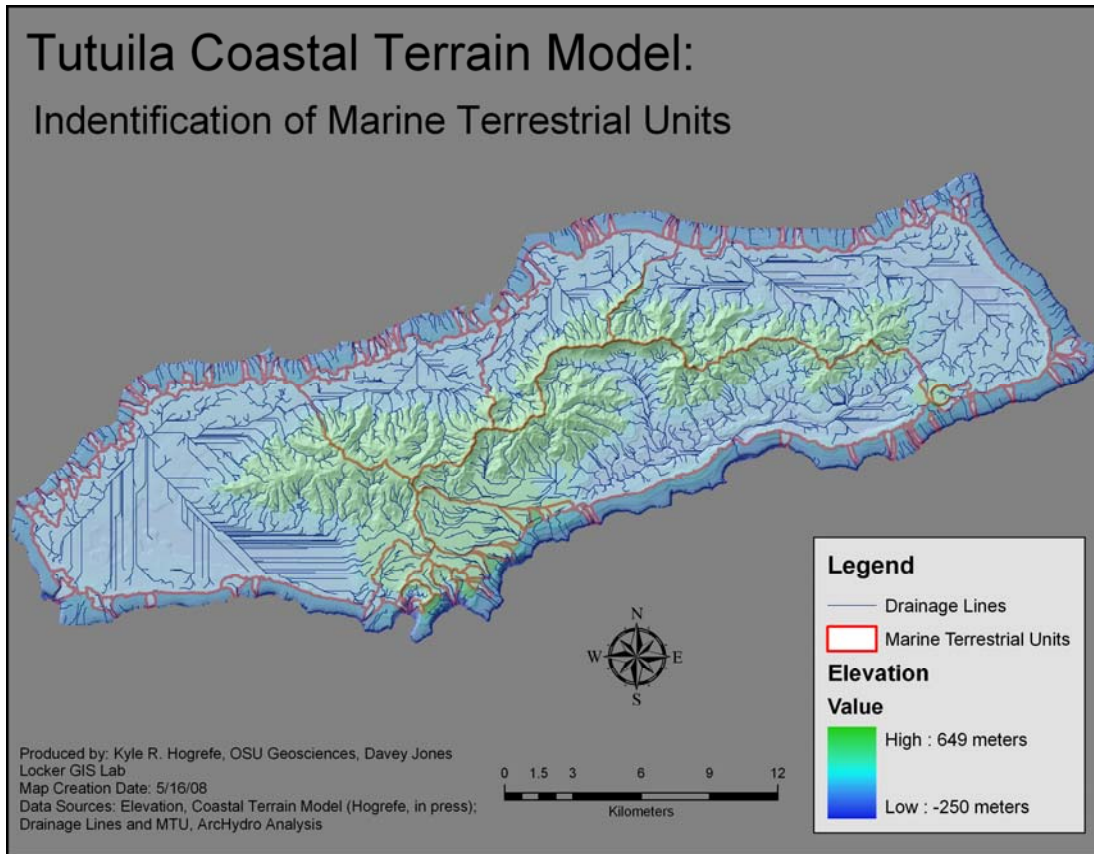 Tutuila Coastal Terrain Model:
Indentification of Marine Terrestrial Units
N
W E
S
0 1.5 3 6 9 12
Kilometers
Legend
Drainage Lines
Marine Terrestrial Units
Elevation
Value
High : 649 meters
Low : -250 meters
Produced by: Kyle R. Hogrefe, OSU Geosciences, Davey Jones
Locker GIS Lab
Map Creation Date: 5/16/08
Data Sources: Elevation, Coastal Terrain Model (Hogrefe, in press);
Drainage Lines and MTU, ArcHydro Analysis